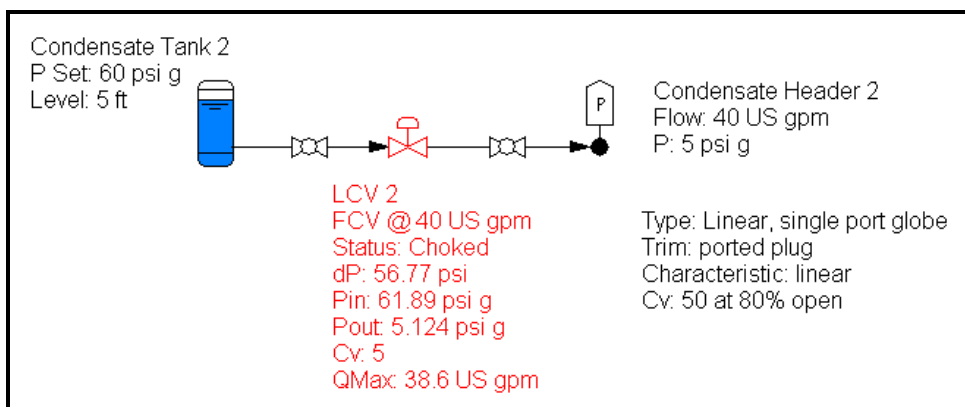 Condensate Tank 2
P Set: 60 psi g
Level: 5 ft
P
Condensate Header 2
Flow: 40 US gpm
P: 5 psi g
LCV 2
FCV @ 40 US gpm
Status: Choked
dP: 56.77 psi
Pin: 61.89 psi g
Pout: 5.124 psi g
Cv: 5
QMax: 38.6 US gpm
Type: Linear, single port globe
Trim: ported plug
Characteristic: linear
Cv: 50 at 80% open